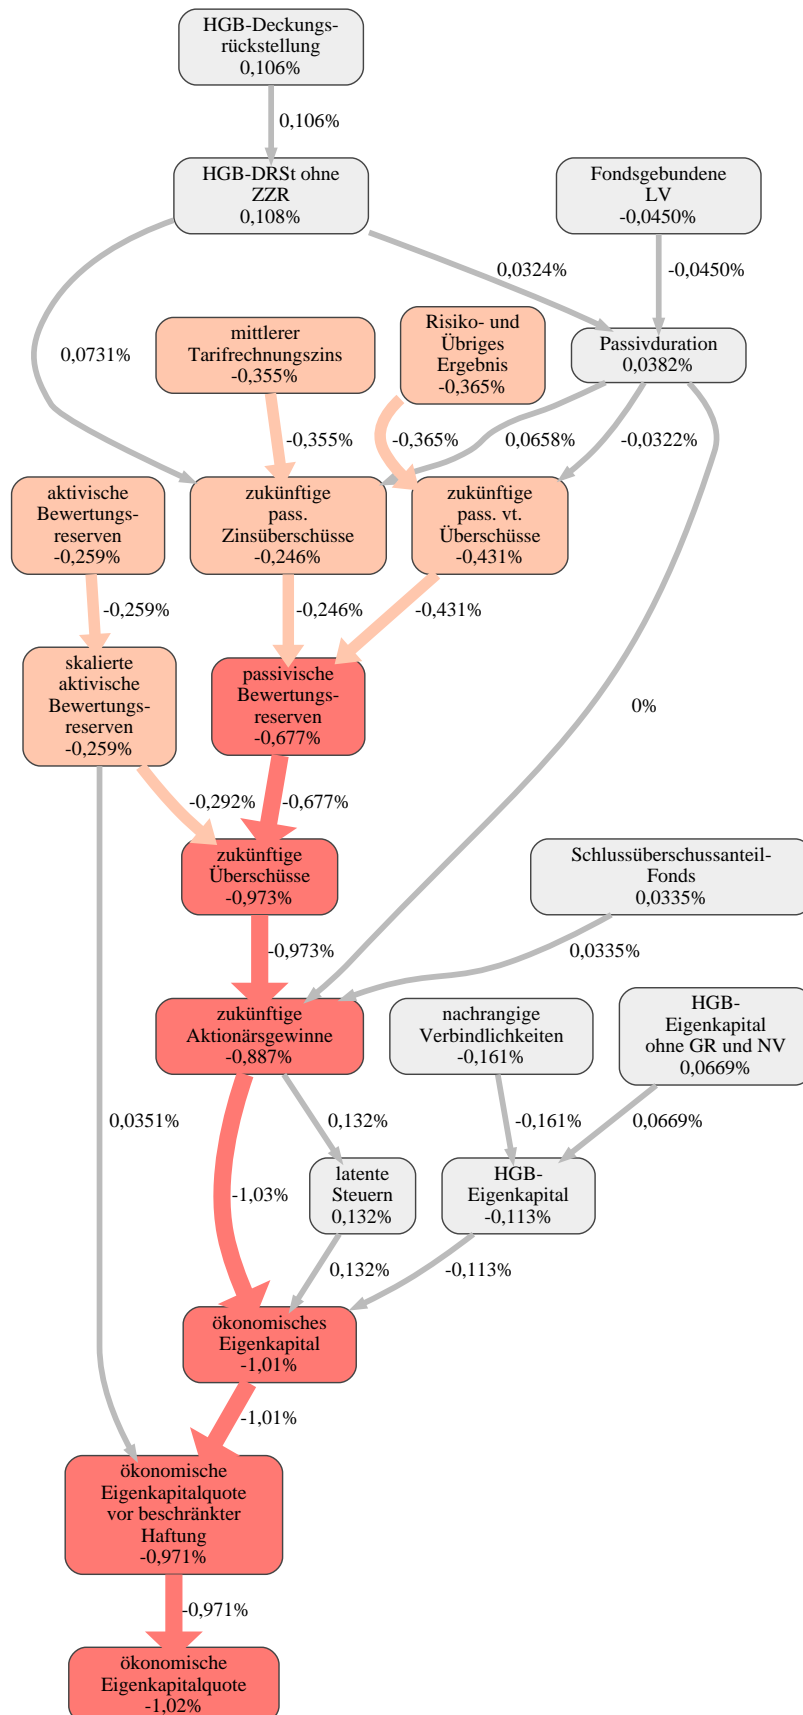 HGB-Deckungs-
rückstellung
0,106%
0,106%
HGB-DRSt ohne
ZZR
0,108%
Fondsgebundene
LV
-0,0450%
0,0324%
-0,0450%
mittlerer
Tarifrechnungszins
-0,355%
Risiko- und
Übriges
Ergebnis
-0,365%
Passivduration
0,0382%
0,0731%
-0,355%
-0,365%
0,0658%
-0,0322%
aktivische
Bewertungs-
reserven
-0,259%
zukünftige
pass.
Zinsüberschüsse
-0,246%
zukünftige
pass. vt.
Überschüsse
-0,431%
-0,259%
-0,246%
-0,431%
skalierte
aktivische
Bewertungs-
reserven
-0,259%
passivische
Bewertungs-
reserven
-0,677%
0%
-0,292%
-0,677%
zukünftige
Überschüsse
-0,973%
Schlussüberschussanteil-
Fonds
0,0335%
-0,973%
0,0335%
zukünftige
Aktionärsgewinne
-0,887%
nachrangige
Verbindlichkeiten
-0,161%
HGB-
Eigenkapital
ohne GR und NV
0,0669%
0,0351%
0,132%
-0,161%
0,0669%
-1,03%
latente
Steuern
0,132%
HGB-
Eigenkapital
-0,113%
0,132%
-0,113%
ökonomisches
Eigenkapital
-1,01%
-1,01%
ökonomische
Eigenkapitalquote
vor beschränkter
Haftung
-0,971%
-0,971%
ökonomische
Eigenkapitalquote
-1,02%